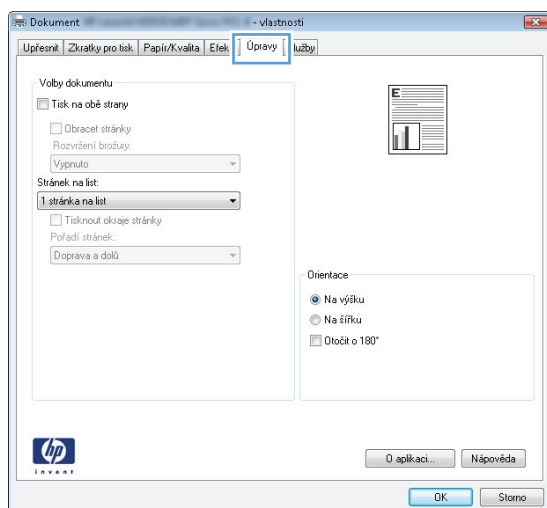 Dokument - vlastnosti
Upřesnit Zkratky pro tisk Papír/Kvalita Efek Úpravy lužby
Volby dokumentu
Tisk na obě strany
Obracet stránky
Rozvržení brožury:
Vypnuto
Stránek na list:
1 stránka na list
Tisknout okraje stránky
Pořadí stránek:
Doprava a dolů
E
Orientace
Na výšku
Na šířku
Otočit o 180°
hp
invent
O aplikaci... Nápověda
OK Storno